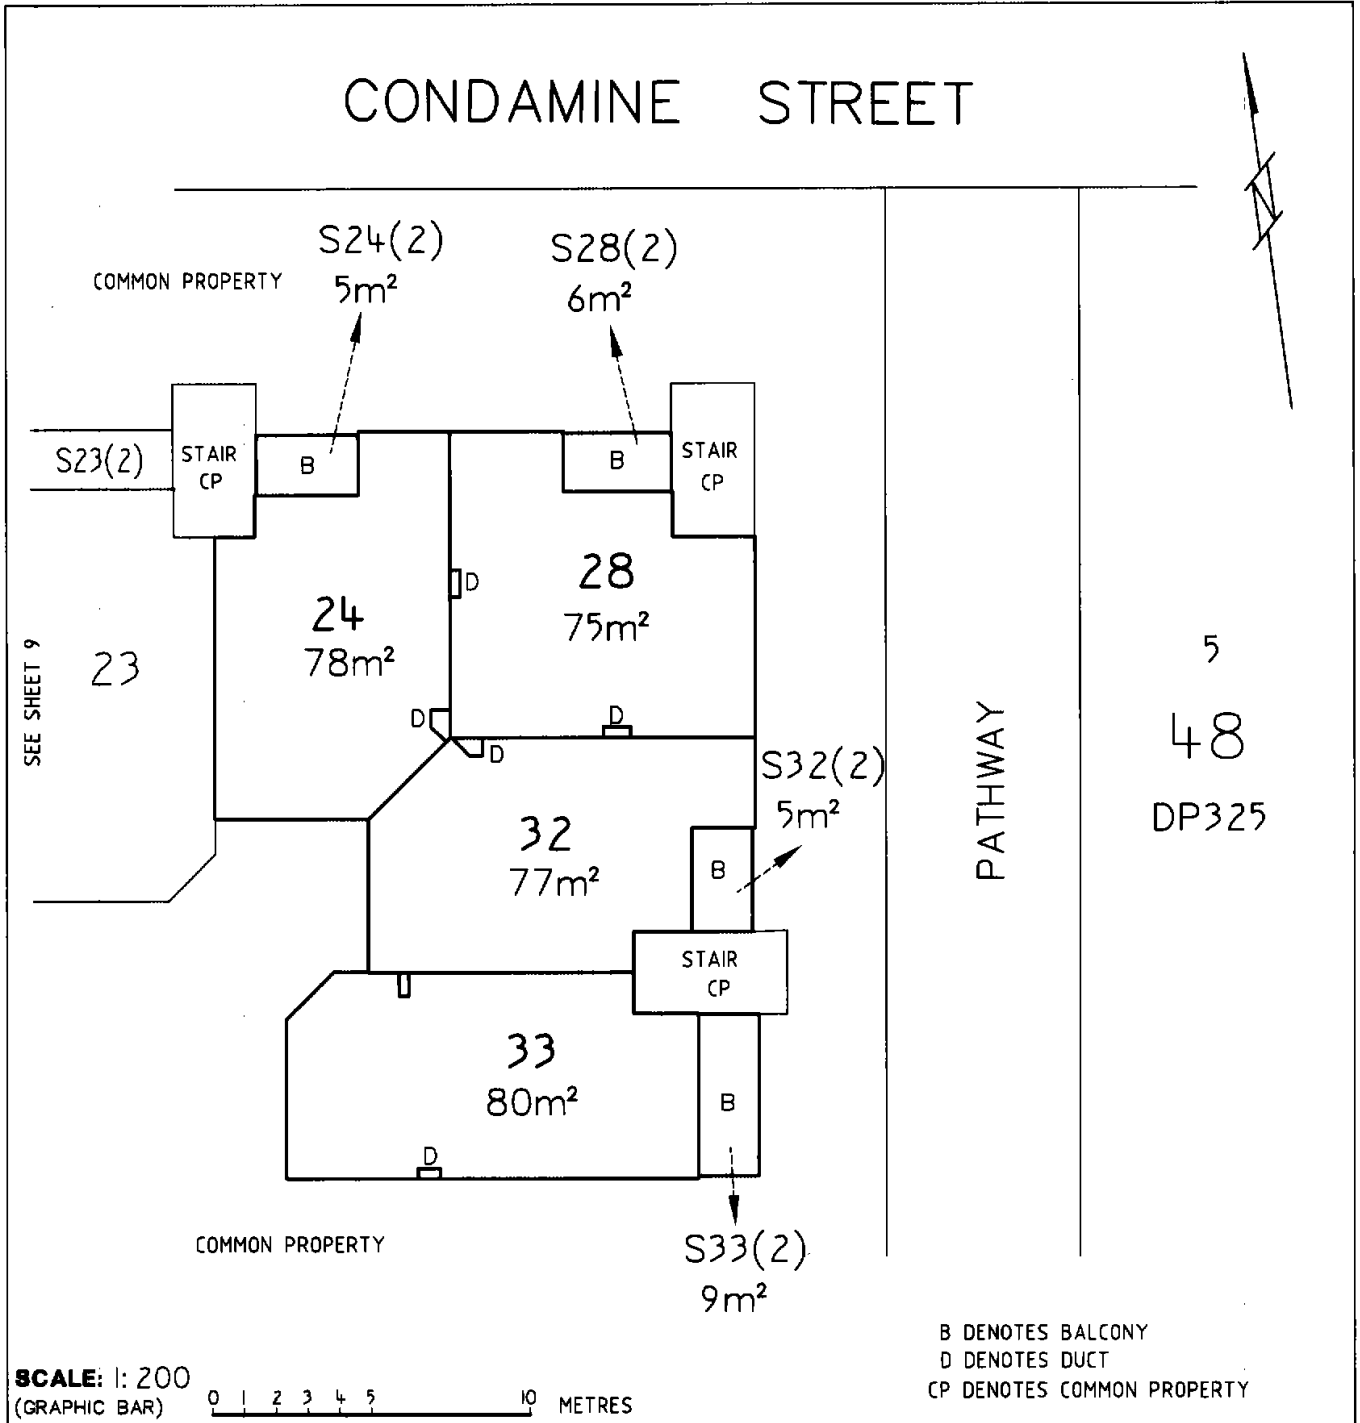 CONDAMINE STREET
N
S24(2)
5m²
S28(2)
6m²
COMMON PROPERTY
S23(2)
STAIR
CP
B
B
STAIR
CP
D
28
75m²
24
78m²
23
SEE SHEET 9
D
D
D
S32(2)
5m²
32
77m²
B
STAIR
CP
33
80m²
B
D
COMMON PROPERTY
S33(2)
9m²
PATHWAY
5
48
DP325
B DENOTES BALCONY
D DENOTES DUCT
CP DENOTES COMMON PROPERTY
SCALE: 1:200
(GRAPHIC BAR)
0 1 2 3 4 5 10 METRES